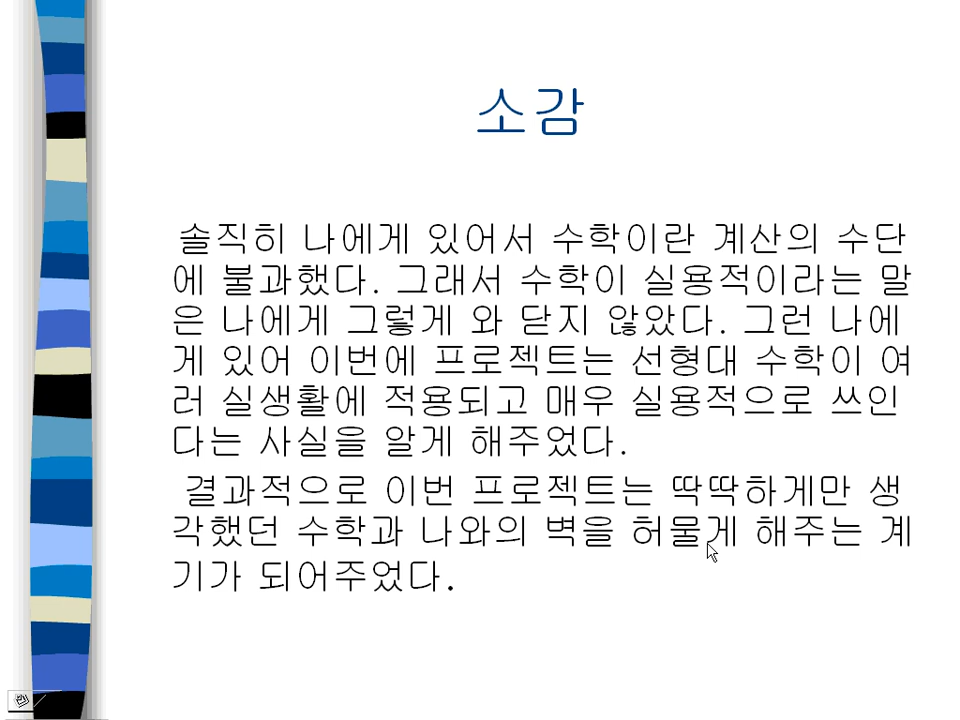 소감
솔직히 나에게 있어서 수학이란 계산의 수단
에 불과했다. 그래서 수학이 실용적이라는 말
은 나에게 그렇게 와 닫지 않았다. 그런 나에
게 있어 이번에 프로젝트는 선형대 수학이 여
러 실생활에 적용되고 매우 실용적으로 쓰인
다는 사실을 알게 해주었다.
결과적으로 이번 프로젝트는 딱딱하게만 생
각했던 수학과 나와의 벽을 허물게 해주는 계
기가 되어주었다.